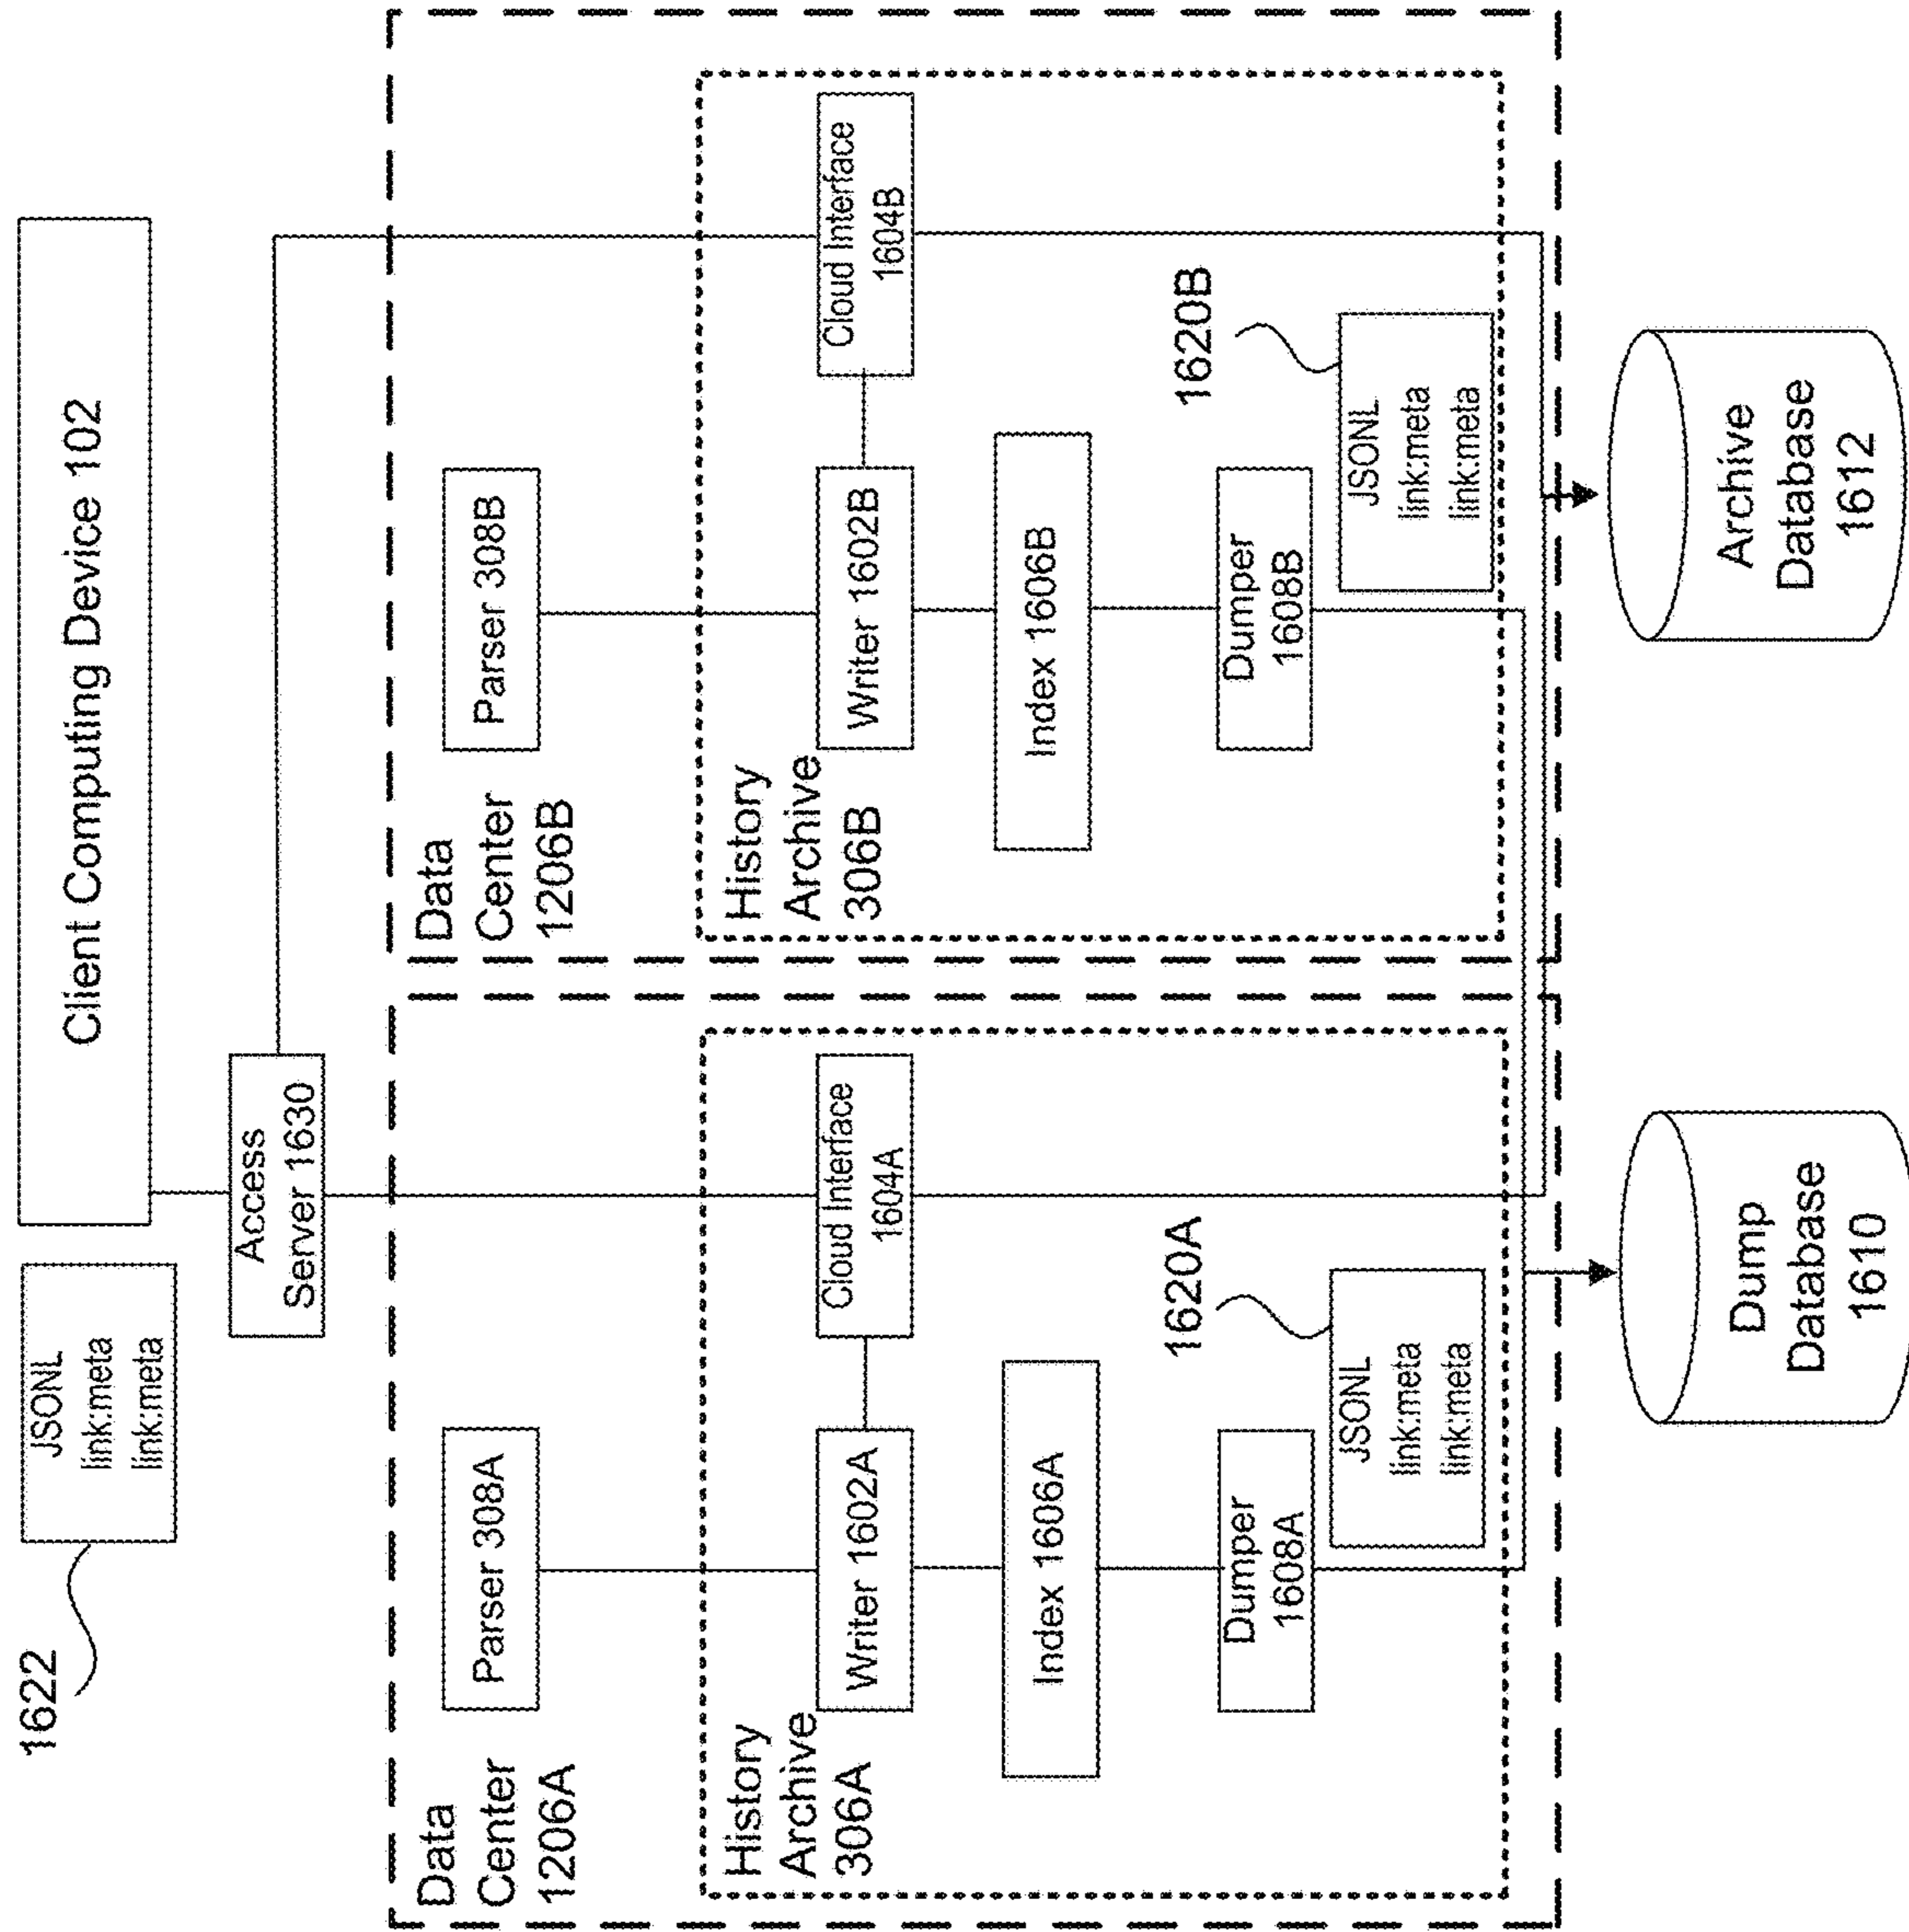 1622
JSONL
link:meta
link:meta
Client Computing Device 102
Access
Server 1630
Data
Center
1206A
Parser 308A
History
Archive
306A
Writer 1602A
Cloud Interface
1604A
Index 1606A
Dumper
1608A
1620A
JSONL
link:meta
link:meta
Data
Center
1206B
Parser 308B
History
Archive
306B
Writer 1602B
Cloud Interface
1604B
Index 1606B
Dumper
1608B
1620B
JSONL
link:meta
link:meta
Dump
Database
1610
Archive
Database
1612